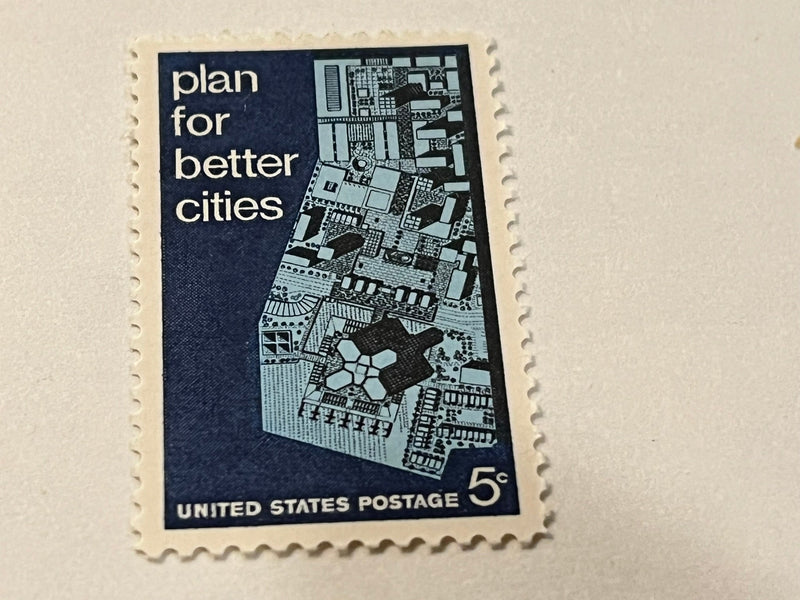 plan
for
better
cities
UNITED STATES POSTAGE 5c